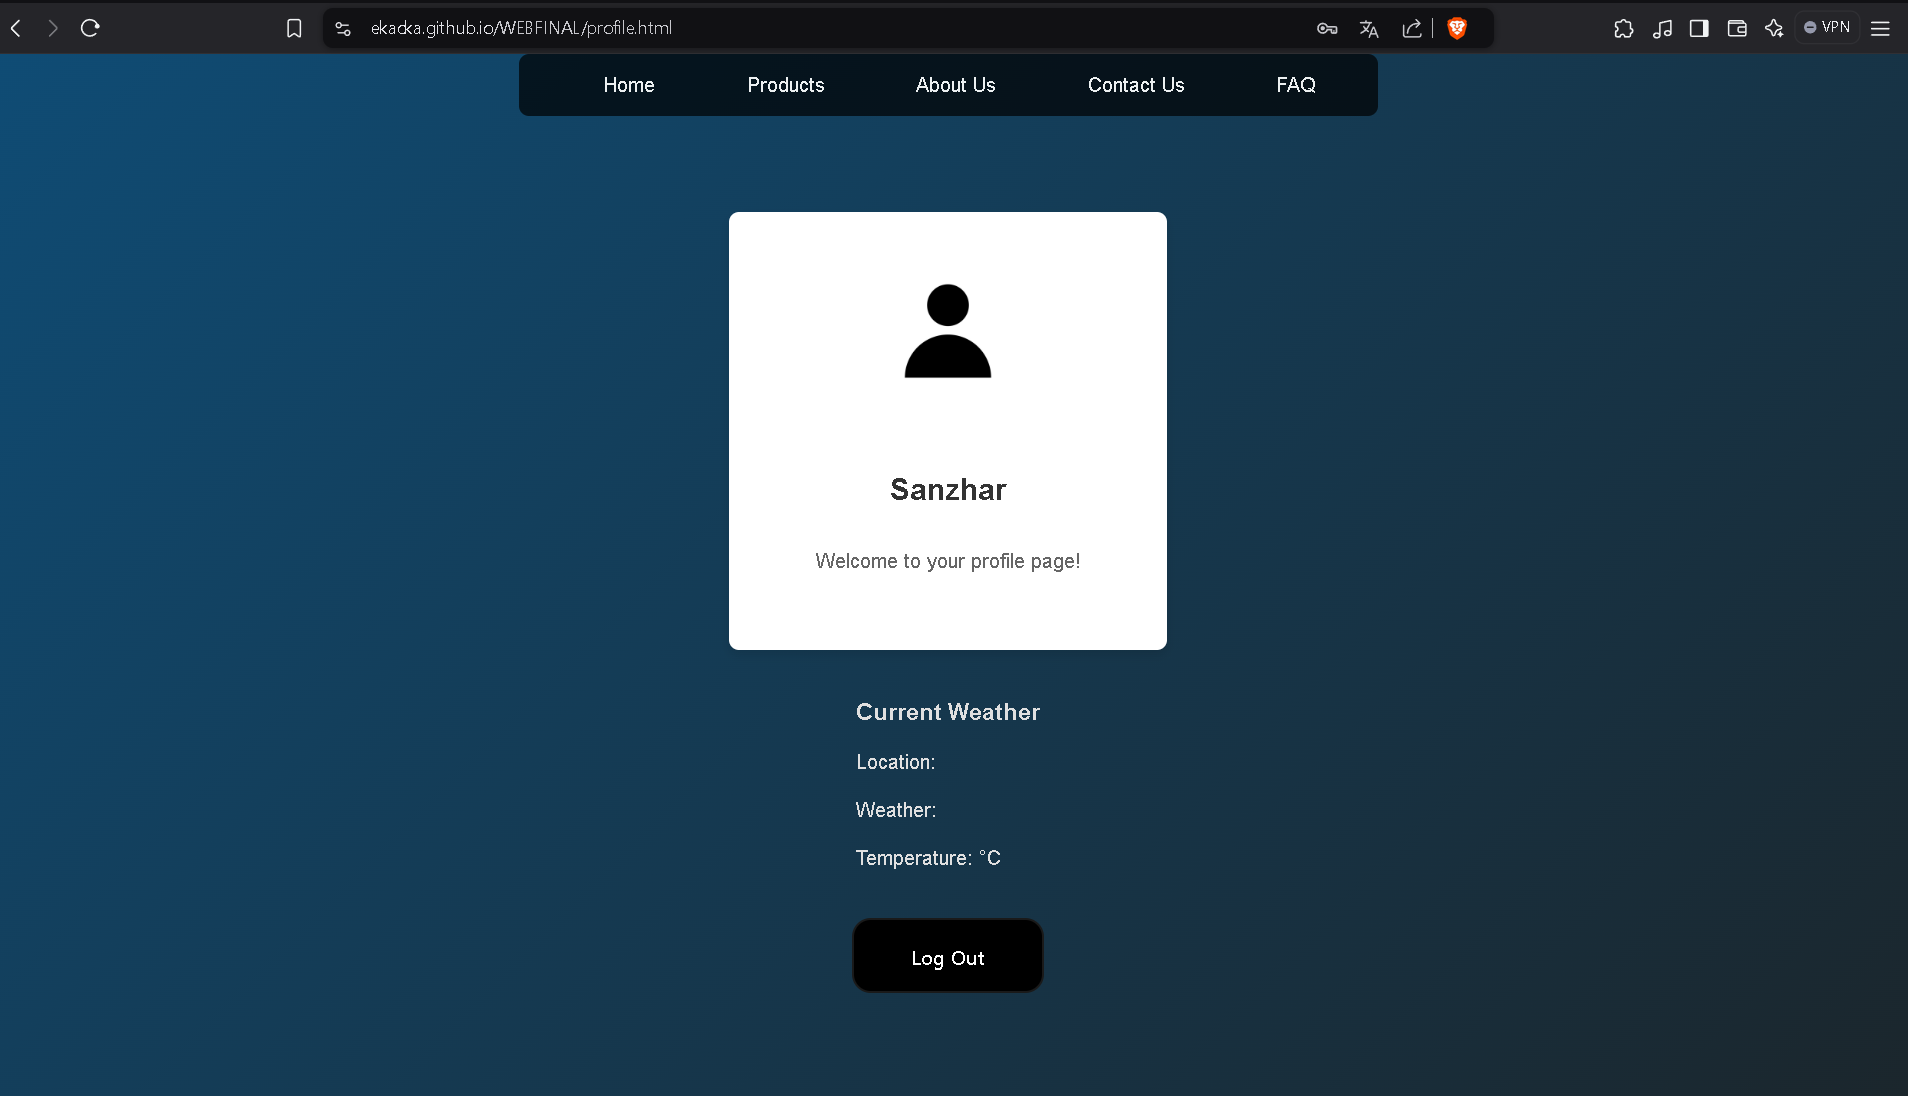 ekadka.github.io/WEBFINAL/profile.html
VPN
Home Products About Us Contact Us FAQ
Sanzhar
Welcome to your profile page!
Current Weather
Location:
Weather:
Temperature: °C
Log Out